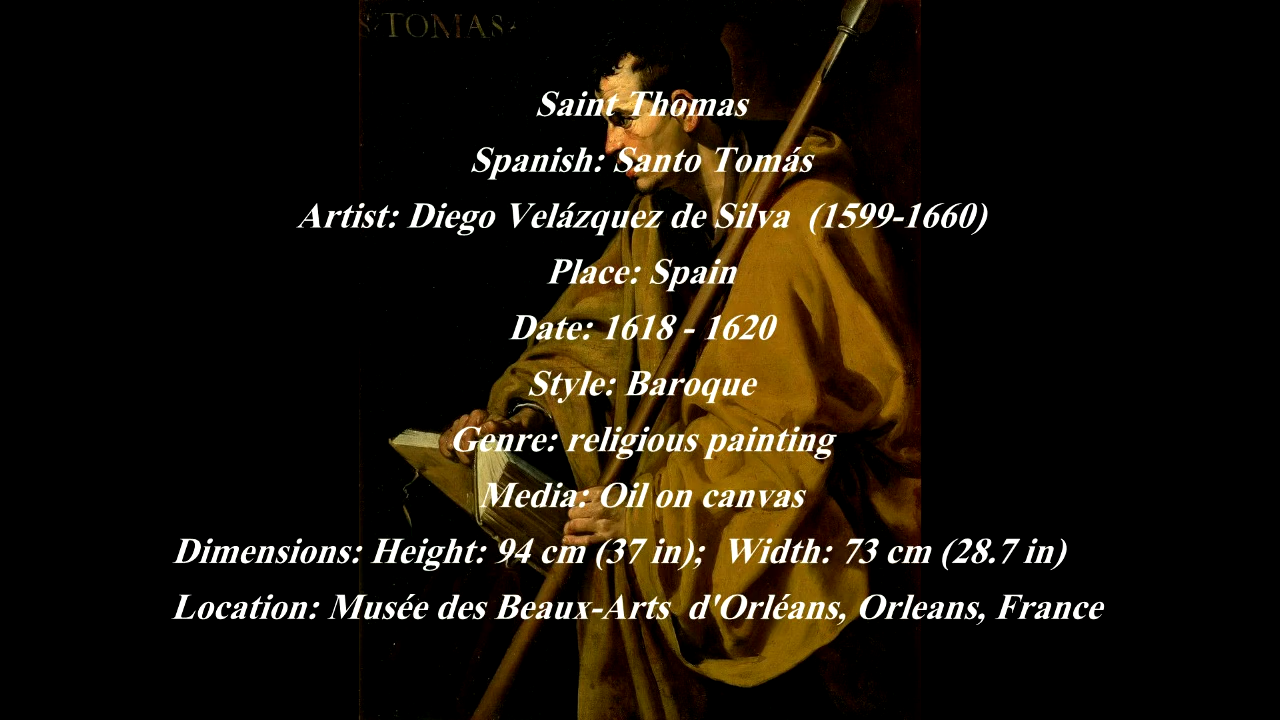 S·TOMAS·
Saint Thomas
Spanish: Santo Tomás
Artist: Diego Velázquez de Silva (1599-1660)
Place: Spain
Date: 1618 - 1620
Style: Baroque
Genre: religious painting
Media: Oil on canvas
Dimensions: Height: 94 cm (37 in); Width: 73 cm (28.7 in)
Location: Musée des Beaux-Arts d'Orléans, Orleans, France